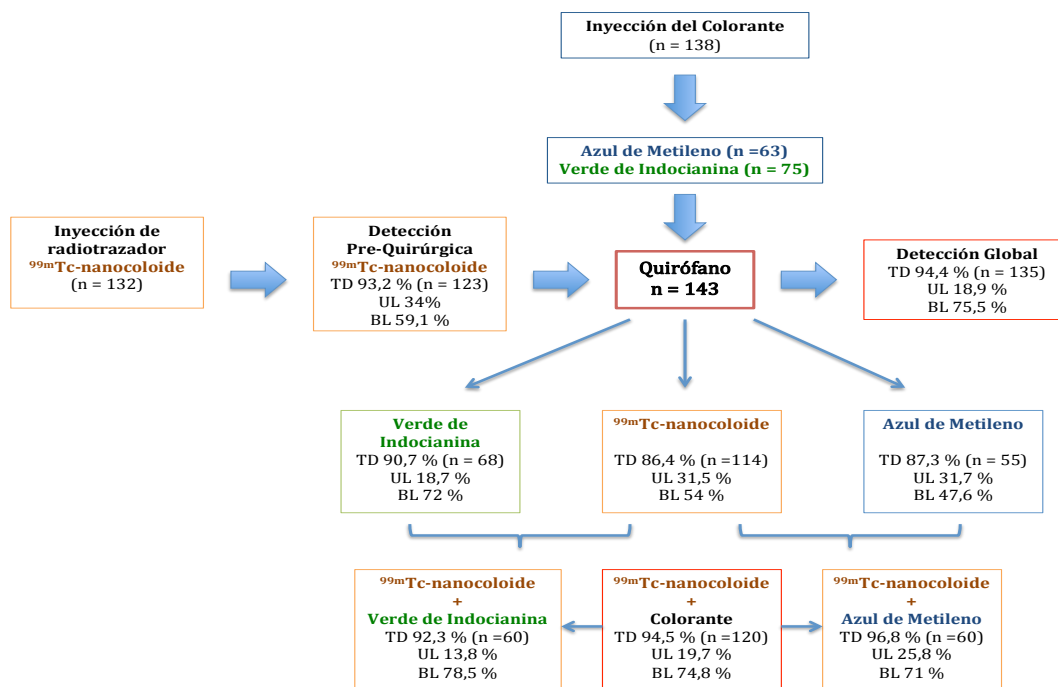 Inyección del Colorante
(n = 138)
Azul de Metileno (n =63)
Verde de Indocianina (n = 75)
Inyección de
radiotrazador
⁹⁹ᵐTc-nanocoloide
(n = 132)
Detección
Pre-Quirúrgica
⁹⁹ᵐTc-nanocoloide
TD 93,2 % (n = 123)
UL 34%
BL 59,1 %
Quirófano
n = 143
Detección Global
TD 94,4 % (n = 135)
UL 18,9 %
BL 75,5 %
Verde de
Indocianina
TD 90,7 % (n = 68)
UL 18,7 %
BL 72 %
⁹⁹ᵐTc-nanocoloide
TD 86,4 % (n =114)
UL 31,5 %
BL 54 %
Azul de Metileno
TD 87,3 % (n = 55)
UL 31,7 %
BL 47,6 %
⁹⁹ᵐTc-nanocoloide
+
Verde de Indocianina
TD 92,3 % (n =60)
UL 13,8 %
BL 78,5 %
⁹⁹ᵐTc-nanocoloide
+
Colorante
TD 94,5 % (n =120)
UL 19,7 %
BL 74,8 %
⁹⁹ᵐTc-nanocoloide
+
Azul de Metileno
TD 96,8 % (n =60)
UL 25,8 %
BL 71 %